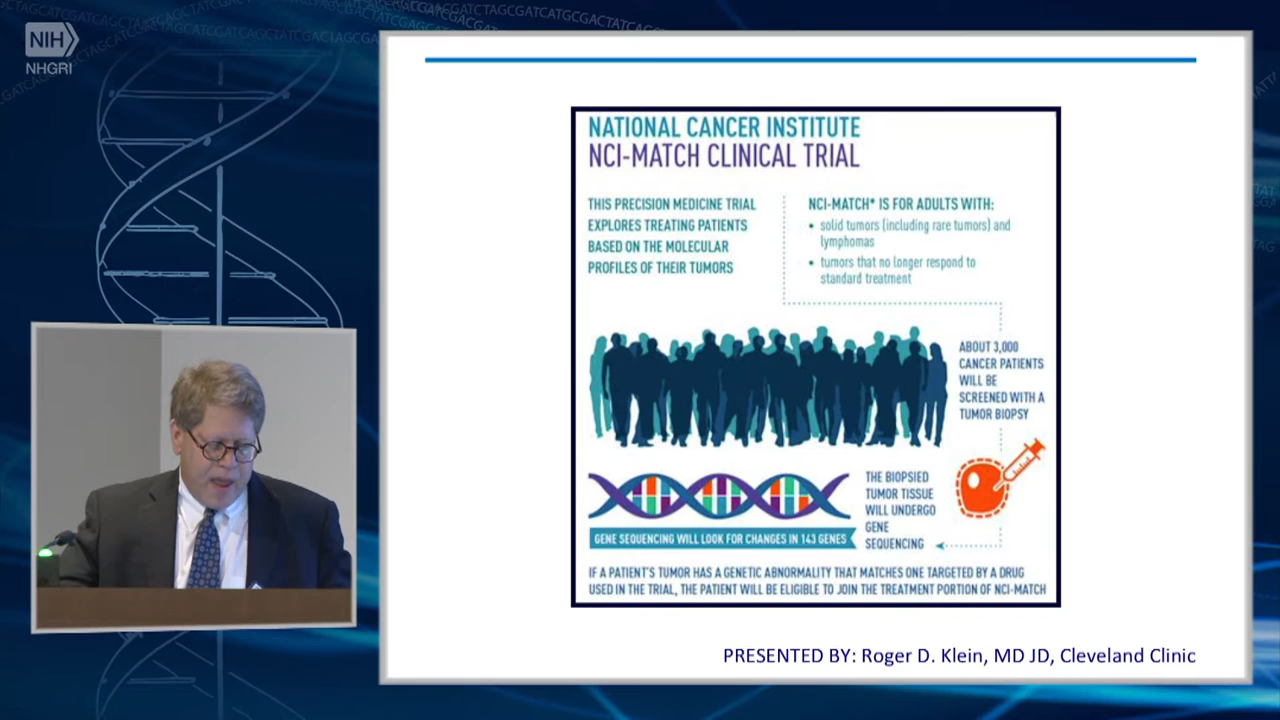 NIH
NHGRI
NATIONAL CANCER INSTITUTE
NCI-MATCH CLINICAL TRIAL
THIS PRECISION MEDICINE TRIAL
EXPLORES TREATING PATIENTS
BASED ON THE MOLECULAR
PROFILES OF THEIR TUMORS
NCI-MATCH* IS FOR ADULTS WITH:
• solid tumors (including rare tumors) and
lymphomas
• tumors that no longer respond to
standard treatment
ABOUT 3,000
CANCER PATIENTS
WILL BE
SCREENED WITH A
TUMOR BIOPSY
THE BIOPSIED
TUMOR TISSUE
WILL UNDERGO
GENE
SEQUENCING
GENE SEQUENCING WILL LOOK FOR CHANGES IN 143 GENES
IF A PATIENT'S TUMOR HAS A GENETIC ABNORMALITY THAT MATCHES ONE TARGETED BY A DRUG
USED IN THE TRIAL, THE PATIENT WILL BE ELIGIBLE TO JOIN THE TREATMENT PORTION OF NCI-MATCH
PRESENTED BY: Roger D. Klein, MD JD, Cleveland Clinic